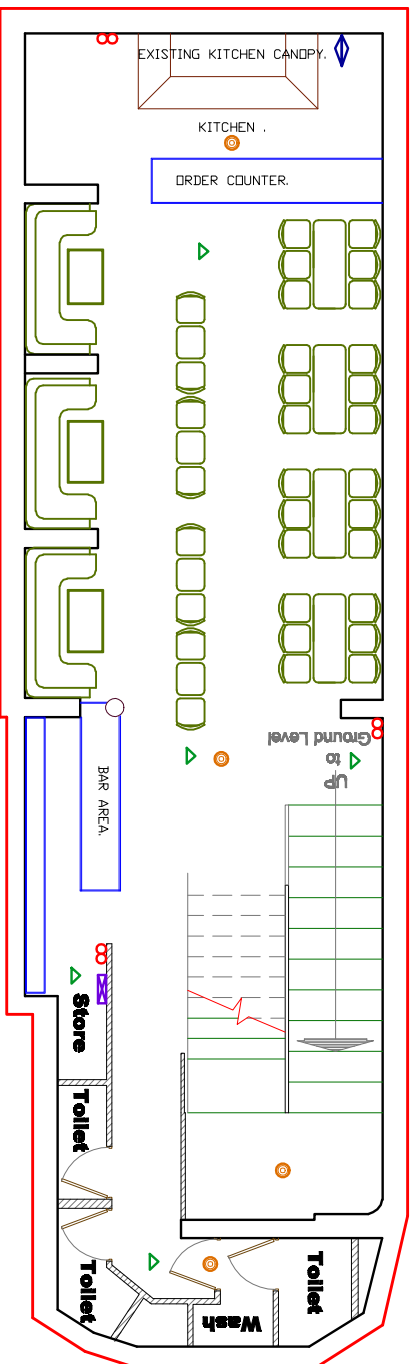 EXISTING KITCHEN CANOPY.
KITCHEN .
ORDER COUNTER.
UP
to
Ground Level
BAR AREA.
Store
Toilet
Toilet
Wash
Toilet